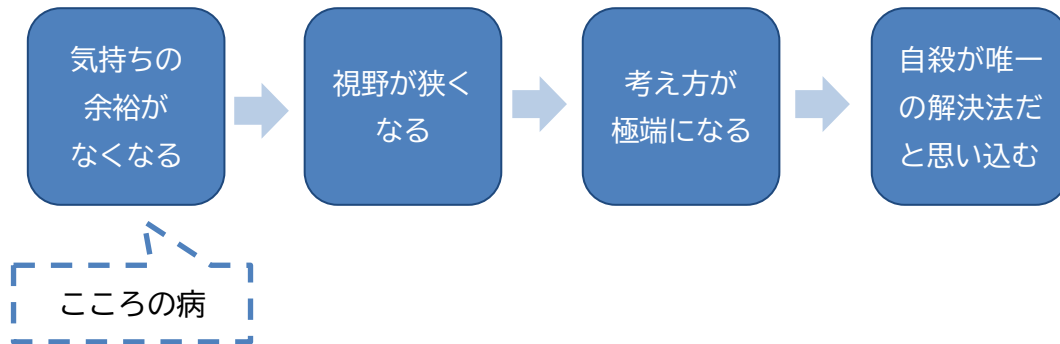 気持ちの
余裕が
なくなる
視野が狭く
なる
考え方が
極端になる
自殺が唯一
の解決法だ
と思い込む
こころの病